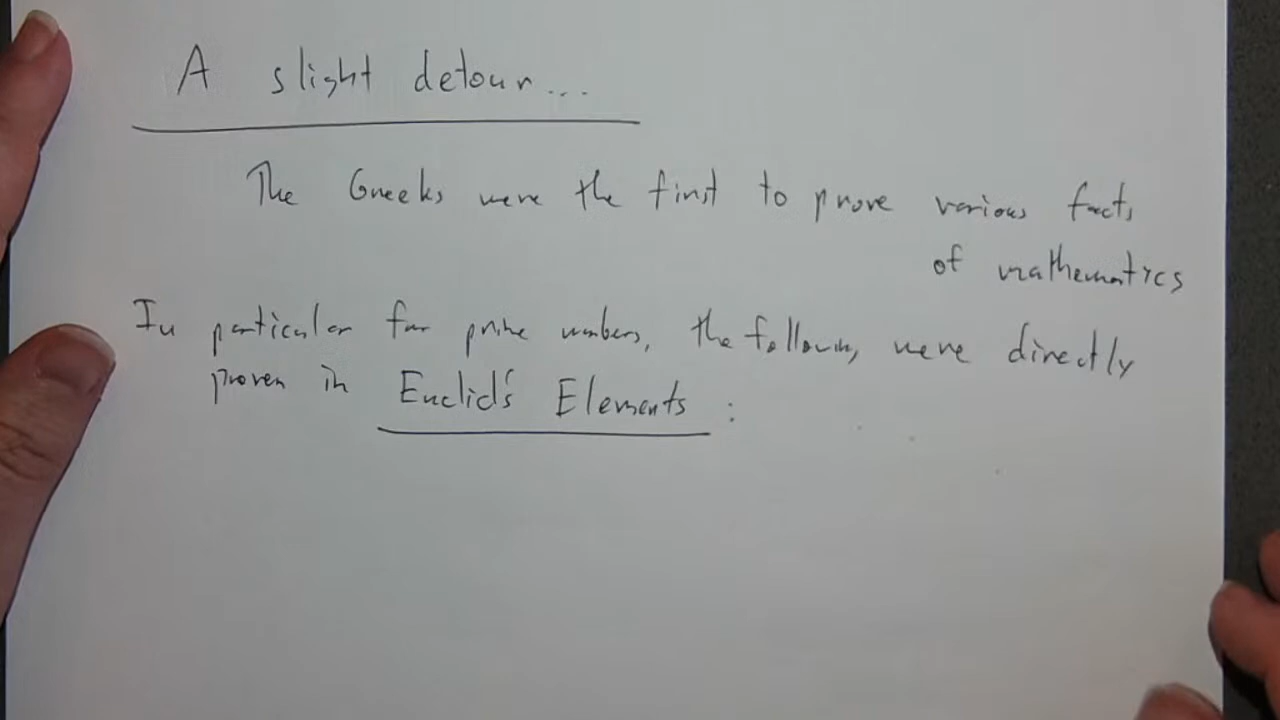 A slight detour...
The Greeks were the first to prove various facts
of mathematics
In particular for prime numbers, the following were directly
proven in Euclid's Elements :